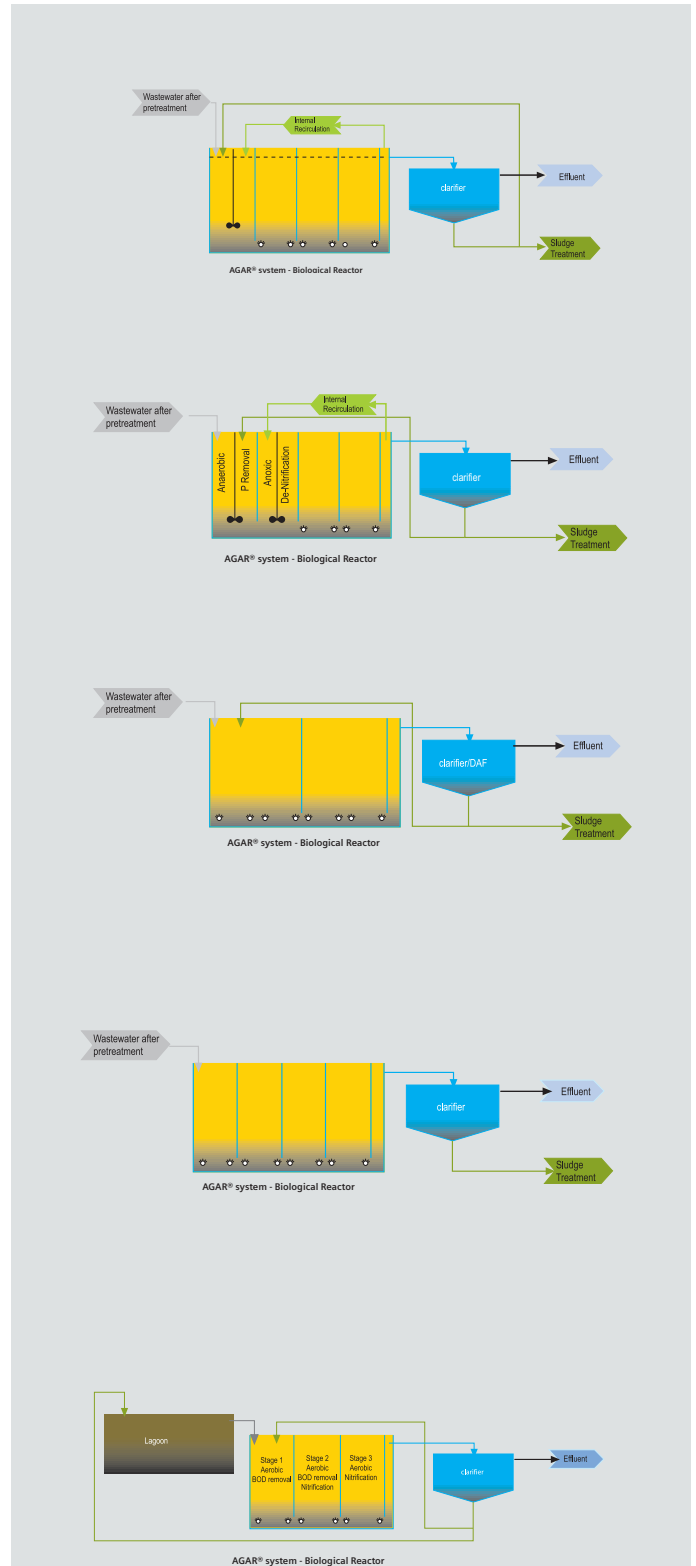 Wastewater after
pretreatment
Internal
Recirculation
clarifier
Effluent
Sludge
Treatment
AGAR® system - Biological Reactor
Wastewater after
pretreatment
Internal
Recirculation
Anaerobic
P Removal
Anoxic
De-Nitrification
clarifier
Effluent
Sludge
Treatment
AGAR® system - Biological Reactor
Wastewater after
pretreatment
clarifier/DAF
Effluent
Sludge
Treatment
AGAR® system - Biological Reactor
Wastewater after
pretreatment
clarifier
Effluent
Sludge
Treatment
AGAR® system - Biological Reactor
Lagoon
Stage 1
Aerobic
BOD removal
Stage 2
Aerobic
BOD removal
Nitrification
Stage 3
Aerobic
Nitrification
clarifier
Effluent
AGAR® system - Biological Reactor